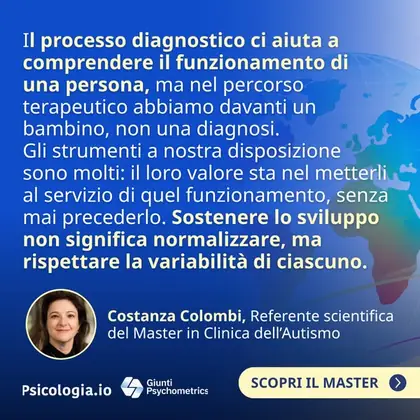 Il processo diagnostico ci aiuta a
comprendere il funzionamento di
una persona, ma nel percorso
terapeutico abbiamo davanti un
bambino, non una diagnosi.
Gli strumenti a nostra disposizione
sono molti: il loro valore sta nel metterli
al servizio di quel funzionamento, senza
mai precederlo. Sostenere lo sviluppo
non significa normalizzare, ma
rispettare la variabilità di ciascuno.
Costanza Colombi, Referente scientifica
del Master in Clinica dell’Autismo
Psicologia.io
Giunti
Psychometrics
SCOPRI IL MASTER